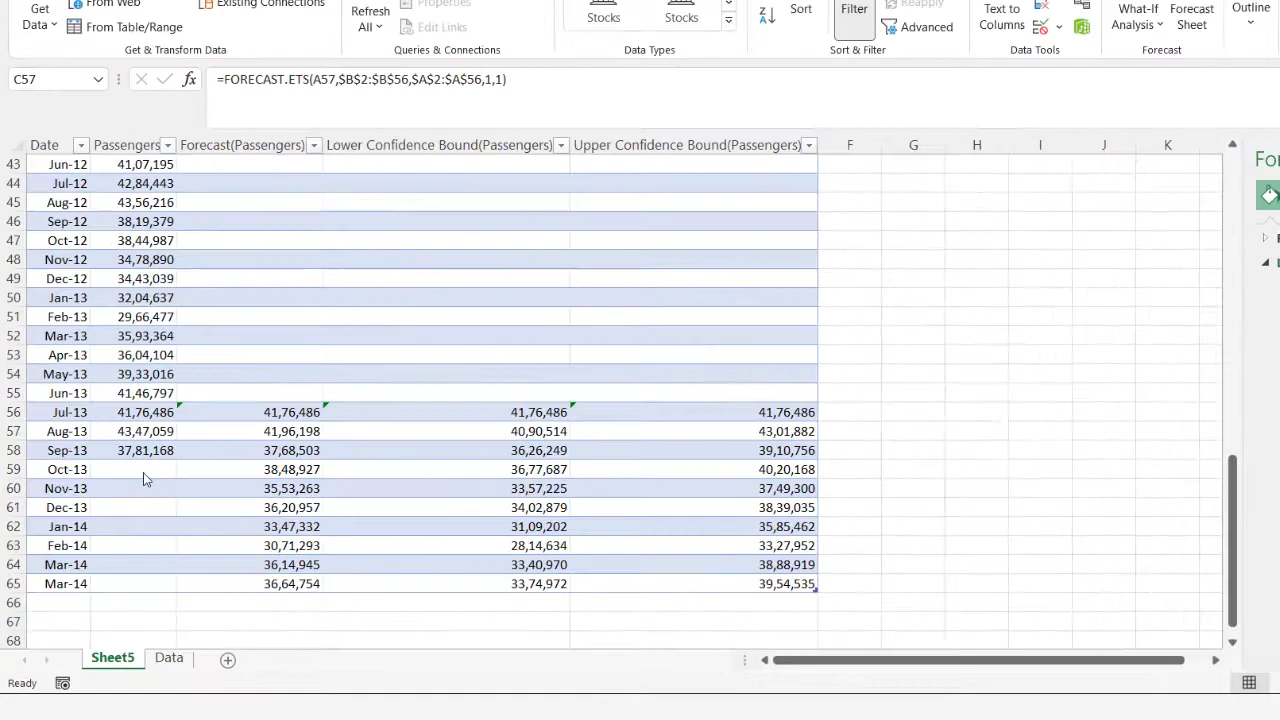 Get Data
From Web
Existing Connections
From Table/Range
Get & Transform Data
Refresh All
Properties
Edit Links
Queries & Connections
Stocks
Stocks
Data Types
Sort
Filter
Reapply
Advanced
Sort & Filter
Text to Columns
Data Tools
What-If Analysis
Forecast Sheet
Forecast
Outline
C57 fx =FORECAST.ETS(A57,$B$2:$B$56,$A$2:$A$56,1,1)
Date Passengers Forecast(Passengers) Lower Confidence Bound(Passengers) Upper Confidence Bound(Passengers) F G H I J K
43 Jun-12 41,07,195
44 Jul-12 42,84,443
45 Aug-12 43,56,216
46 Sep-12 38,19,379
47 Oct-12 38,44,987
48 Nov-12 34,78,890
49 Dec-12 34,43,039
50 Jan-13 32,04,637
51 Feb-13 29,66,477
52 Mar-13 35,93,364
53 Apr-13 36,04,104
54 May-13 39,33,016
55 Jun-13 41,46,797
56 Jul-13 41,76,486 41,76,486 41,76,486 41,76,486
57 Aug-13 43,47,059 41,96,198 40,90,514 43,01,882
58 Sep-13 37,81,168 37,68,503 36,26,249 39,10,756
59 Oct-13 38,48,927 36,77,687 40,20,168
60 Nov-13 35,53,263 33,57,225 37,49,300
61 Dec-13 36,20,957 34,02,879 38,39,035
62 Jan-14 33,47,332 31,09,202 35,85,462
63 Feb-14 30,71,293 28,14,634 33,27,952
64 Mar-14 36,14,945 33,40,970 38,88,919
65 Mar-14 36,64,754 33,74,972 39,54,535
66
67
68
Sheet5 Data
Ready